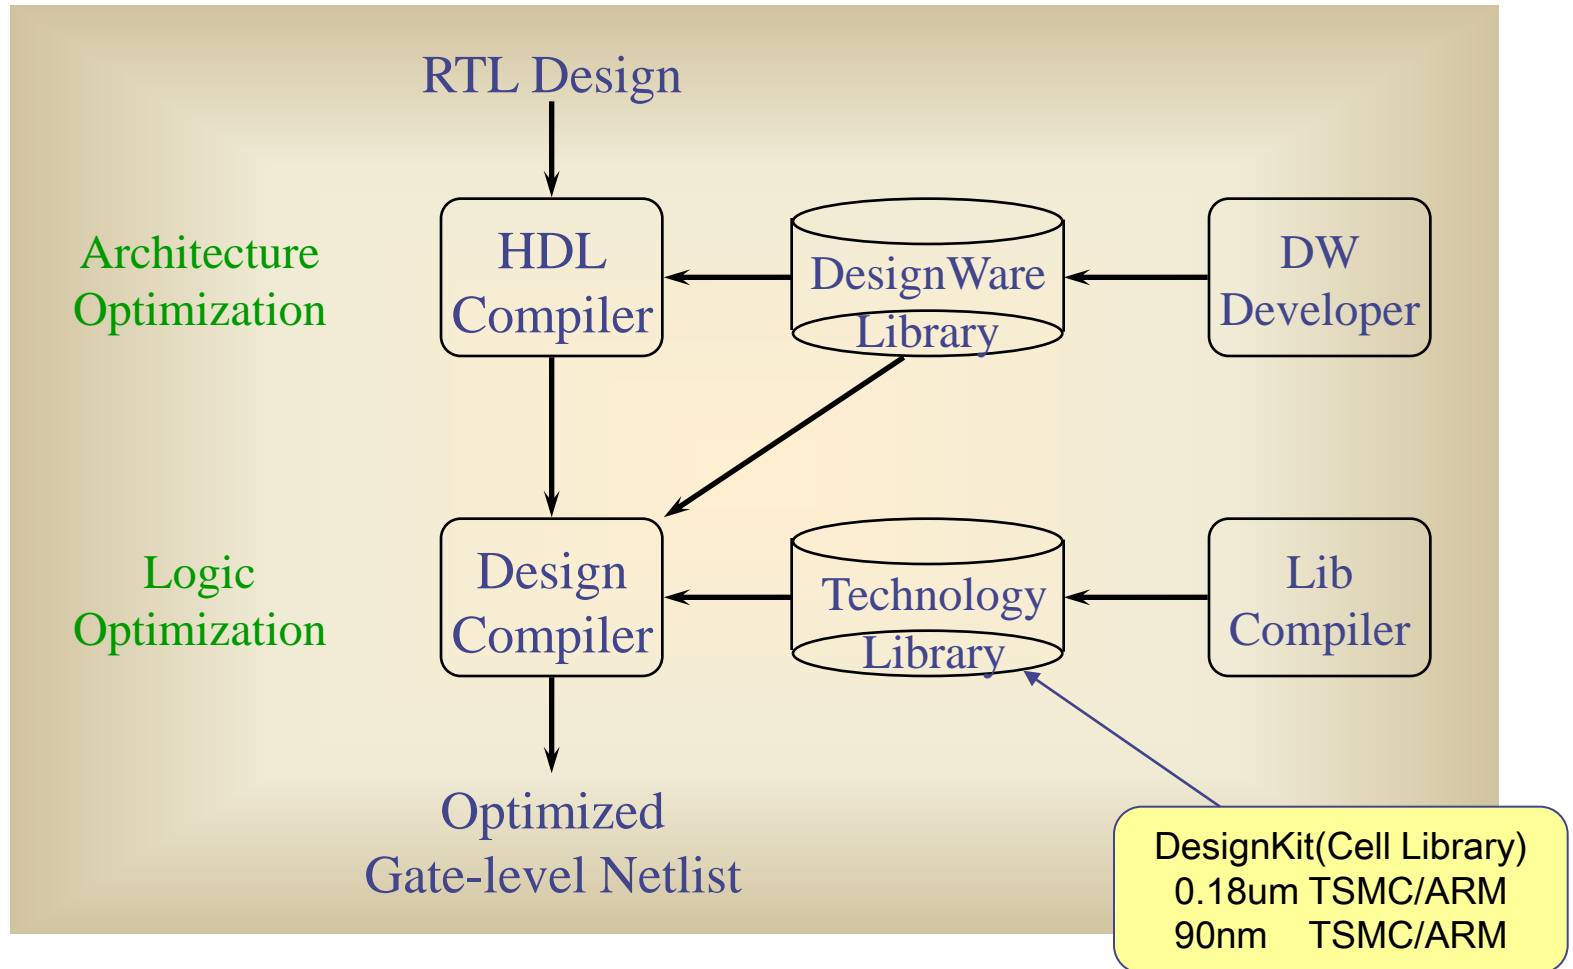 RTL Design
Architecture
Optimization
HDL
Compiler
DesignWare
Library
DW
Developer
Logic
Optimization
Design
Compiler
Technology
Library
Lib
Compiler
Optimized
Gate-level Netlist
DesignKit(Cell Library)
0.18um TSMC/ARM
90nm TSMC/ARM